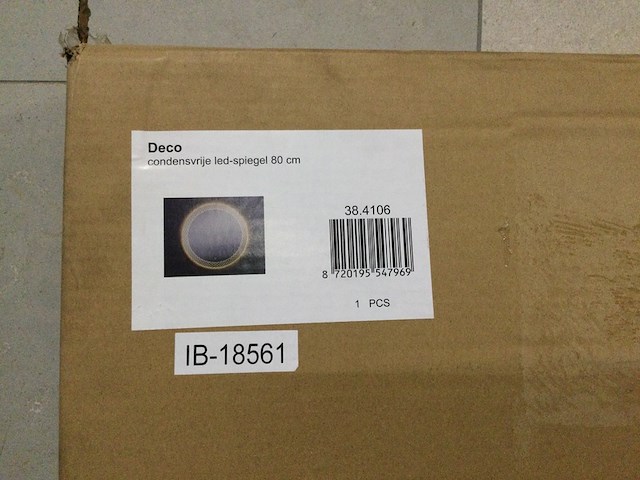 Deco
condensvrije led-spiegel 80 cm
38.4106
8 720195 547969
1 PCS
IB-18561